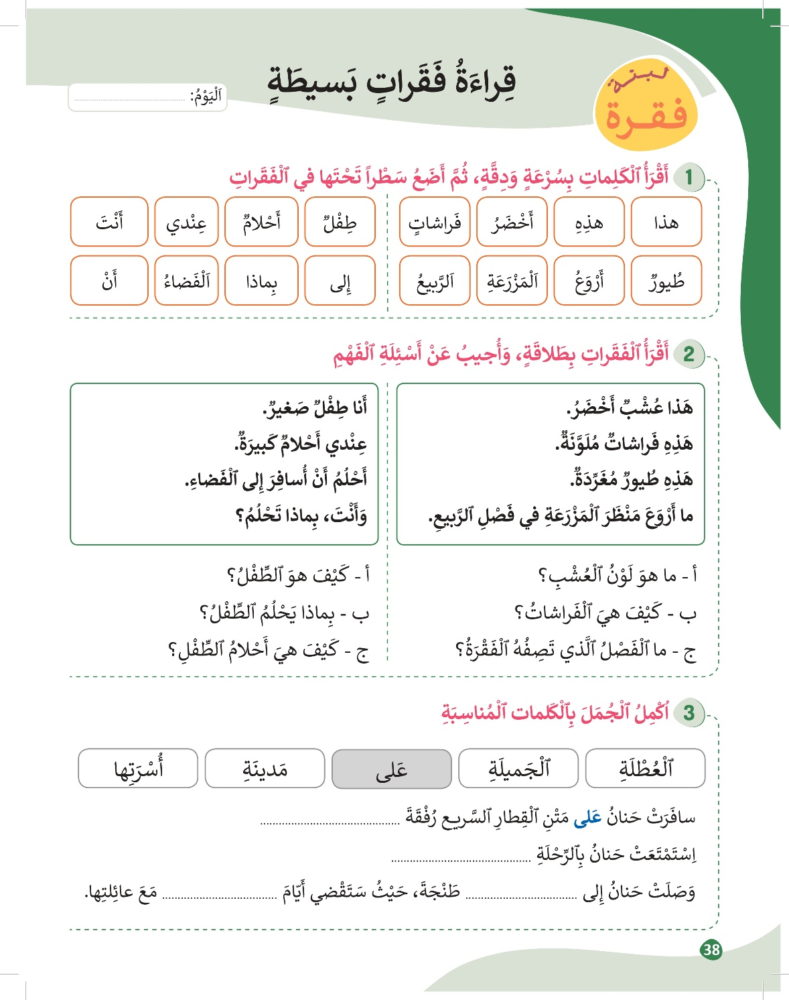 لبنة
فقرة
قِراءَةُ فَقَراتٍ بَسيطَةٍ
اَلْيَوْمُ: ..............................
1 أَقْرَأُ ٱلْكَلِماتِ بِسُرْعَةٍ وَدِقَّةٍ، ثُمَّ أَضَعُ سَطْراً تَحْتَها في ٱلْفَقَراتِ
هذا هذِهِ أَخْضَرُ فَراشاتٍ طِفْلٌ أَحْلامٌ عِنْدي أَنْتَ
طُيورٌ أَرْوَعُ اَلْمَزْرَعَةِ اَلرَّبيعُ إِلى بِماذا اَلْفَضاءُ أَنْ
2 أَقْرَأُ ٱلْفَقَراتِ بِطَلاقَةٍ، وَأُجيبُ عَنْ أَسْئِلَةِ ٱلْفَهْمِ
هَذا عُشْبٌ أَخْضَرُ.
هَذِهِ فَراشاتٌ مُلَوَّنَةٌ.
هَذِهِ طُيورٌ مُغَرِّدَةٌ.
ما أَرْوَعَ مَنْظَرَ ٱلْمَزْرَعَةِ في فَصْلِ ٱلرَّبيعِ.
أ - ما هوَ لَوْنُ ٱلْعُشْبِ؟
ب - كَيْفَ هيَ ٱلْفَراشاتُ؟
ج - ما ٱلْفَصْلُ ٱلَّذي تَصِفُهُ ٱلْفَقْرَةُ؟
أَنا طِفْلٌ صَغيرٌ.
عِنْدي أَحْلامٌ كَبيرَةٌ.
أَحْلُمُ أَنْ أُسافِرَ إِلى ٱلْفَضاءِ.
وَأَنْتَ، بِماذا تَحْلُمُ؟
أ - كَيْفَ هوَ ٱلطِّفْلُ؟
ب - بِماذا يَحْلُمُ ٱلطِّفْلُ؟
ج - كَيْفَ هيَ أَحْلامُ ٱلطِّفْلِ؟
3 أُكْمِلُ ٱلْجُمَلَ بِٱلْكَلمات ٱلْمُناسِبَةِ
ٱلْعُطْلَةِ ٱلْجَميلَةِ عَلى مَدينَةِ أُسْرَتِها
سافَرَتْ حَنانُ عَلى مَتْنِ ٱلْقِطارِ ٱلسَّريع رُفْقَةَ ..............................
اِسْتَمْتَعَتْ حَنانُ بِٱلرِّحْلَةِ ..............................
وَصَلَتْ حَنانُ إِلى .............................. طَنْجَةَ، حَيْثُ سَتَقْضي أَيّامَ .............................. مَعَ عائِلتِها.
38